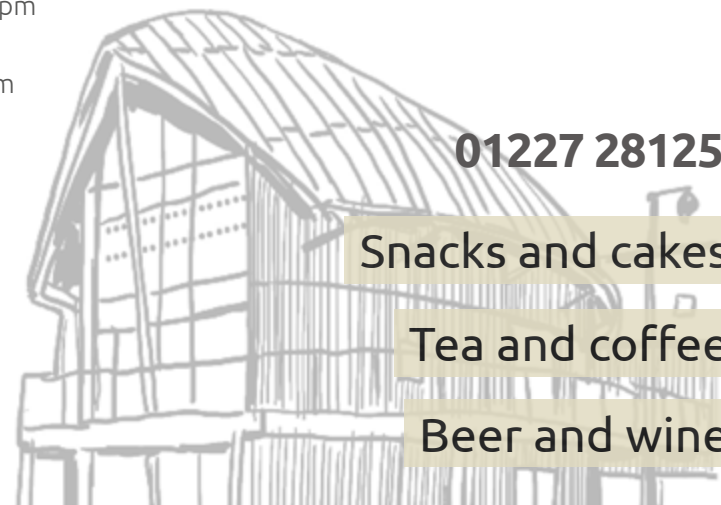 pm
m
01227 28125
Snacks and cakes
Tea and coffee
Beer and wine